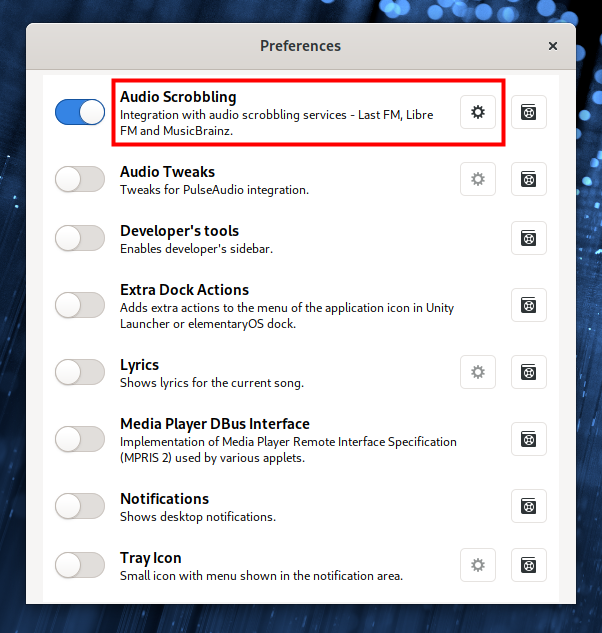 Preferences
Audio Scrobbling
Integration with audio scrobbling services - Last FM, Libre
FM and MusicBrainz.
Audio Tweaks
Tweaks for PulseAudio integration.
Developer's tools
Enables developer's sidebar.
Extra Dock Actions
Adds extra actions to the menu of the application icon in Unity
Launcher or elementaryOS dock.
Lyrics
Shows lyrics for the current song.
Media Player DBus Interface
Implementation of Media Player Remote Interface Specification
(MPRIS 2) used by various applets.
Notifications
Shows desktop notifications.
Tray Icon
Small icon with menu shown in the notification area.